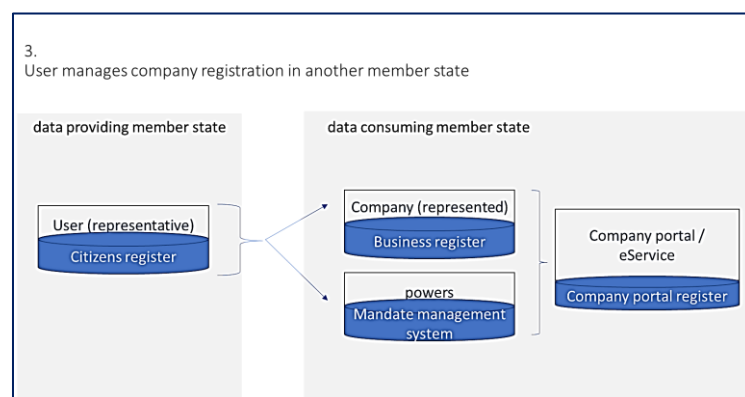 3.
User manages company registration in another member state
data providing member state
data consuming member state
User (representative)
Citizens register
Company (represented)
Business register
powers
Mandate management
system
Company portal /
eService
Company portal register